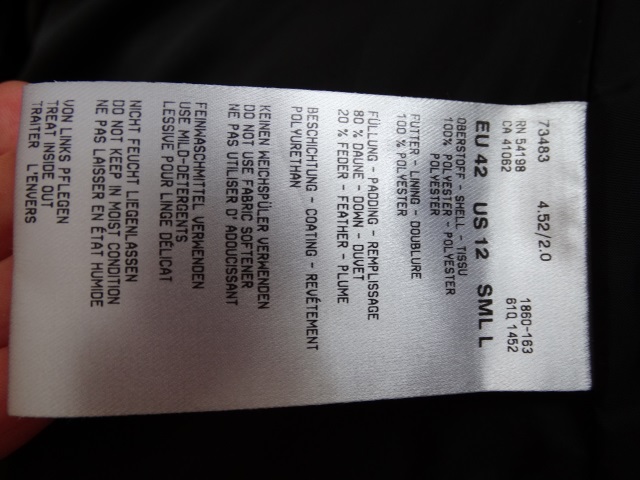 73483 4.52/2.0 1860-163
RN 54198 61Q 1452
CA 41062
EU 42 US 12 SML L
OBERSTOFF - SHELL - TISSU
100% POLYESTER - POLYESTER
POLYESTER
FUTTER - LINING - DOUBLURE
100 % POLYESTER
FÜLLUNG - PADDING - REMPLISSAGE
80 % DAUNE - DOWN - DUVET
20 % FEDER - FEATHER - PLUME
BESCHICHTUNG - COATING - REVÊTEMENT
POLYURETHAN
KEINEN WEICHSPÜLER VERWENDEN
DO NOT USE FABRIC SOFTENER
NE PAS UTILISER D' ADOUCISSANT
FEINWASCHMITTEL VERWENDEN
USE MILD-DETERGENTS
LESSIVE POUR LINGE DÉLICAT
NICHT FEUCHT LIEGENLASSEN
DO NOT KEEP IN MOIST CONDITION
NE PAS LAISSER EN ÉTAT HUMIDE
VON LINKS PFLEGEN
TREAT INSIDE OUT
TRAITER L'ENVERS